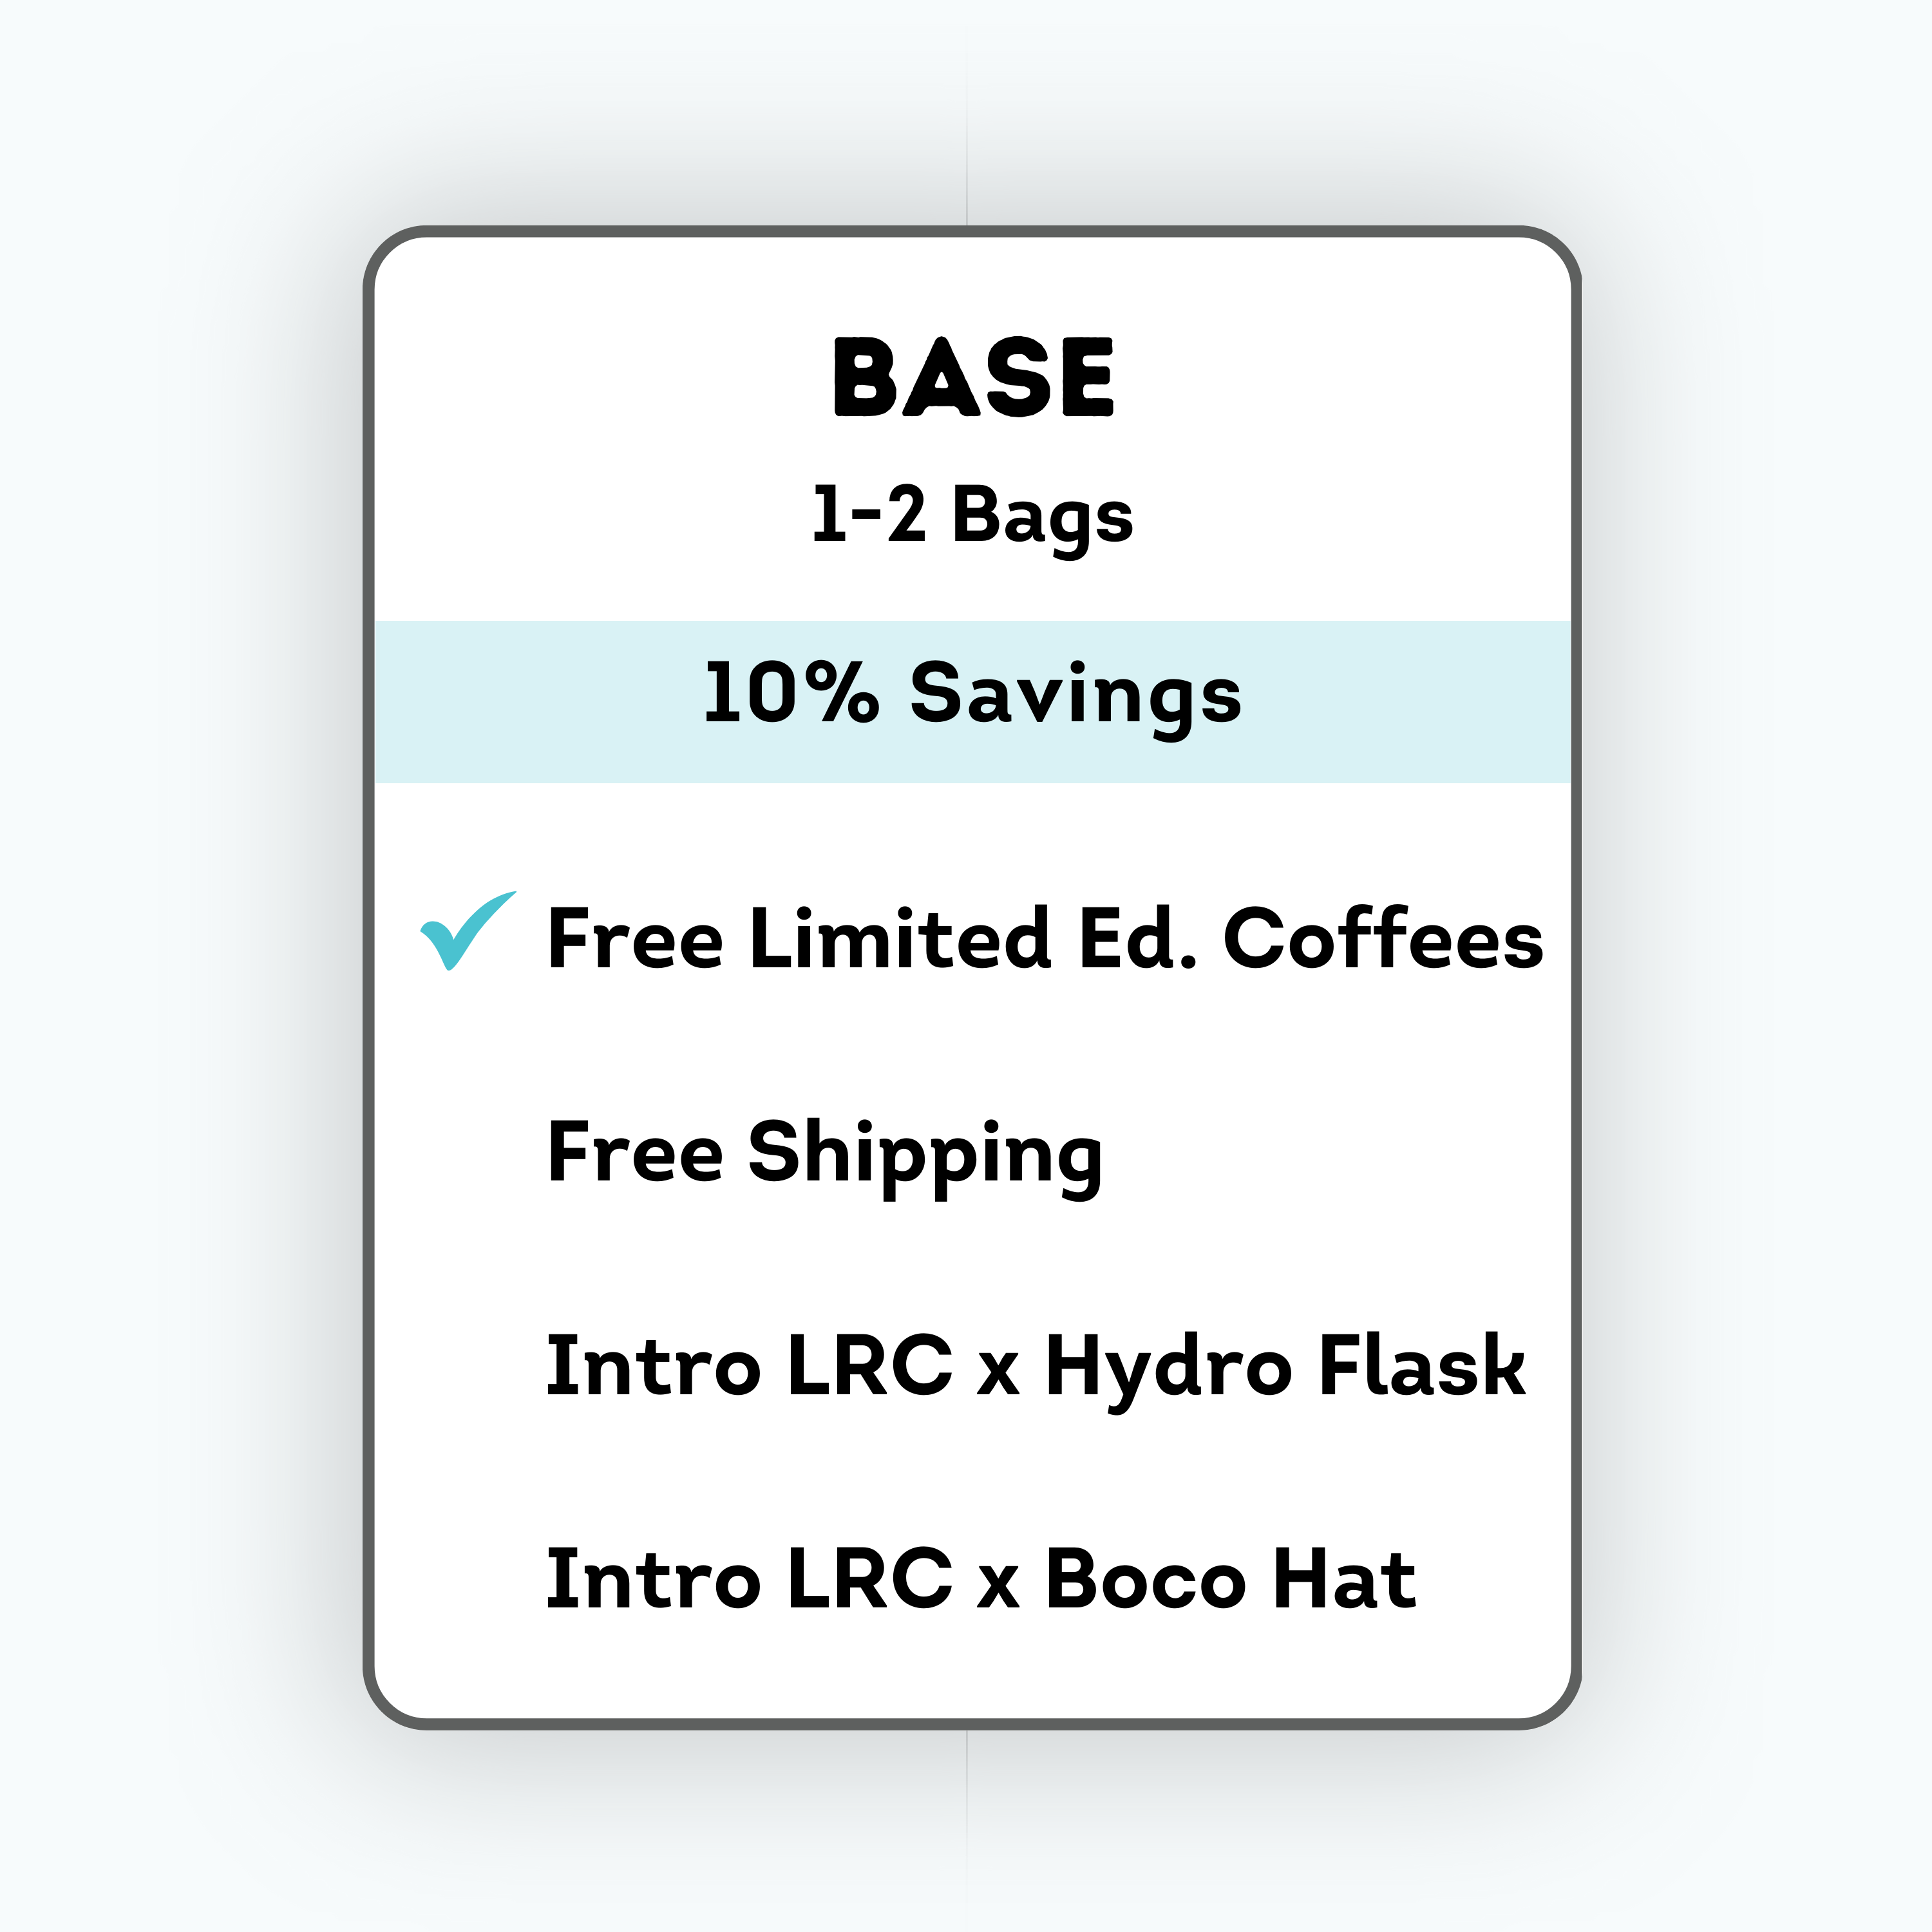 BASE
1-2 Bags
10% Savings
Free Limited Ed. Coffees
Free Shipping
Intro LRC x Hydro Flask
Intro LRC x Boco Hat